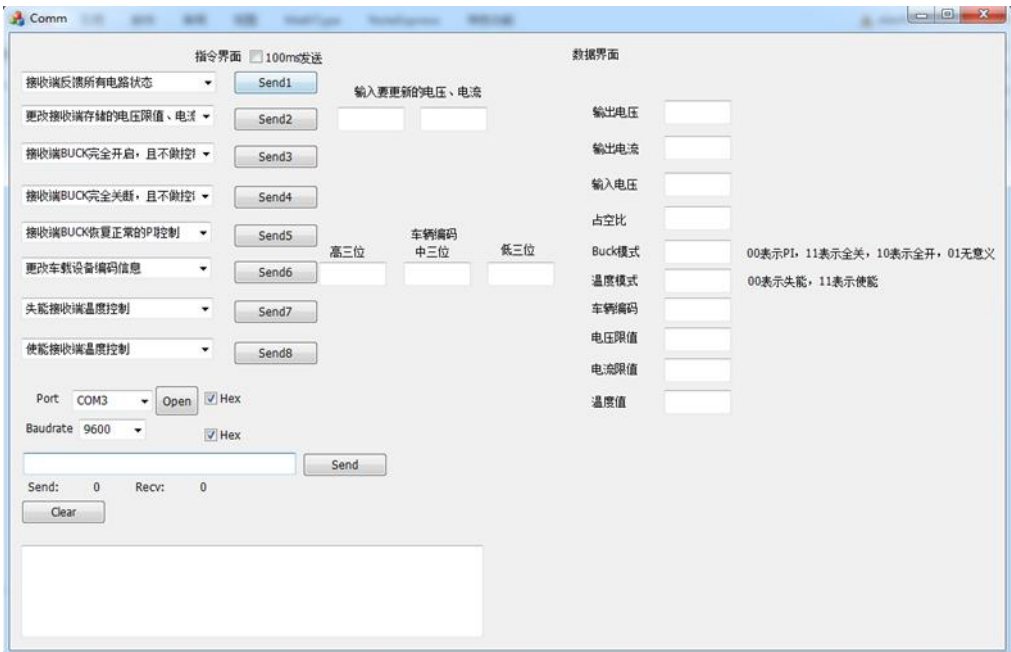 Comm
指令界面 100ms发送
接收端反馈所有电路状态 Send1
更改接收端存储的电压限值、电流 Send2
接收端BUCK完全开启，且不做控 Send3
接收端BUCK完全关断，且不做控 Send4
接收端BUCK恢复正常的PI控制 Send5
更改车载设备编码信息 Send6
失能接收端温度控制 Send7
使能接收端温度控制 Send8
输入要更新的电压、电流
车辆编码
高三位 中三位 低三位
Port COM3 Open Hex
Baudrate 9600 Hex
Send
Send: 0 Recv: 0
Clear
数据界面
输出电压
输出电流
输入电压
占空比
Buck模式 00表示PI，11表示全关，10表示全开，01无意义
温度模式 00表示失能，11表示使能
车辆编码
电压限值
电流限值
温度值